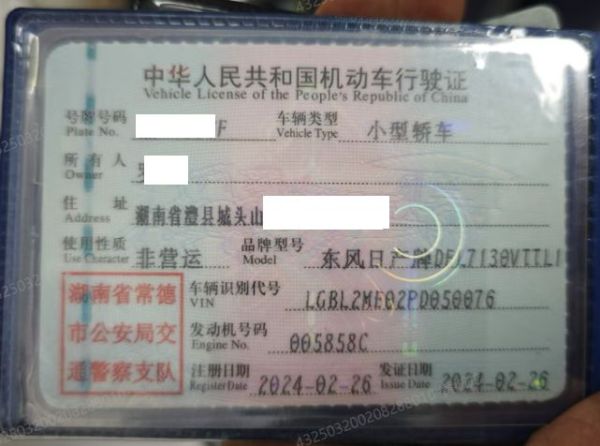 中华人民共和国机动车行驶证
Vehicle License of the People's Republic of China
号牌号码 F 车辆类型 小型轿车
Plate No. Vehicle Type
所有人
Owner
住址 湖南省澧县城头山
Address
使用性质 非营运 品牌型号 东风日产牌DFL7130VITL1
Use Character Model
湖南省常德 车辆识别代号 LGBL2ME02PD050076
VIN
市公安局交 发动机号码 005858C
Engine No.
通警察支队 注册日期 2024-02-26 发证日期 2024-02-26
Register Date Issue Date